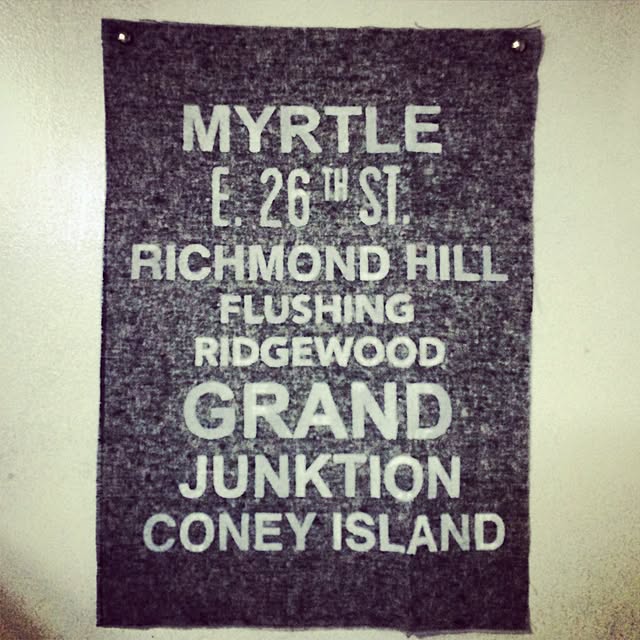 MYRTLE
E. 26TH ST.
RICHMOND HILL
FLUSHING
RIDGEWOOD
GRAND
JUNKTION
CONEY ISLAND